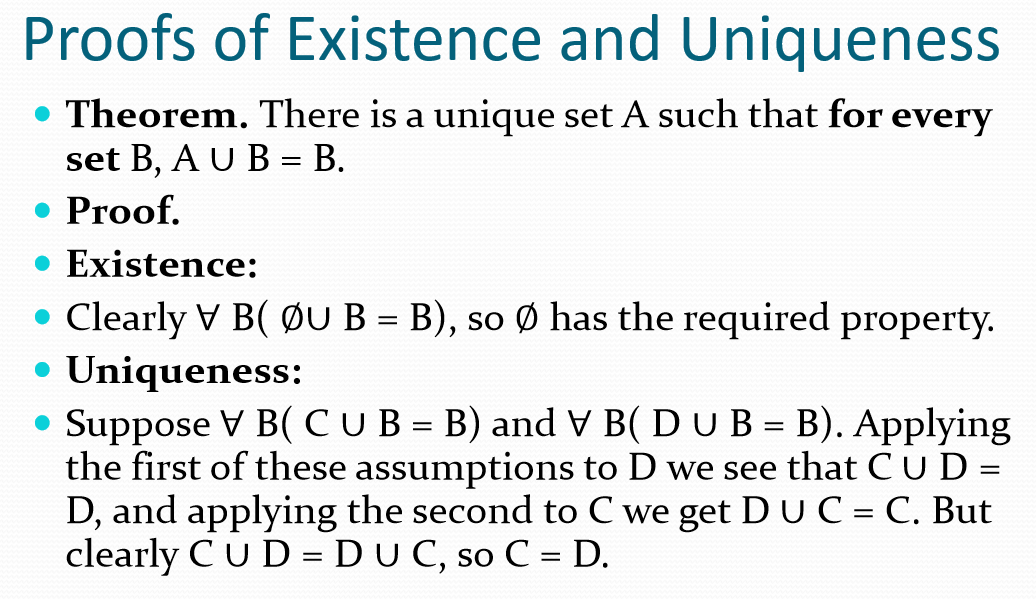 Proofs of Existence and Uniqueness
• Theorem. There is a unique set A such that for every
set B, A ∪ B = B.
• Proof.
• Existence:
• Clearly ∀ B( ∅∪ B = B), so ∅ has the required property.
• Uniqueness:
• Suppose ∀ B( C ∪ B = B) and ∀ B( D ∪ B = B). Applying
the first of these assumptions to D we see that C ∪ D =
D, and applying the second to C we get D ∪ C = C. But
clearly C ∪ D = D ∪ C, so C = D.